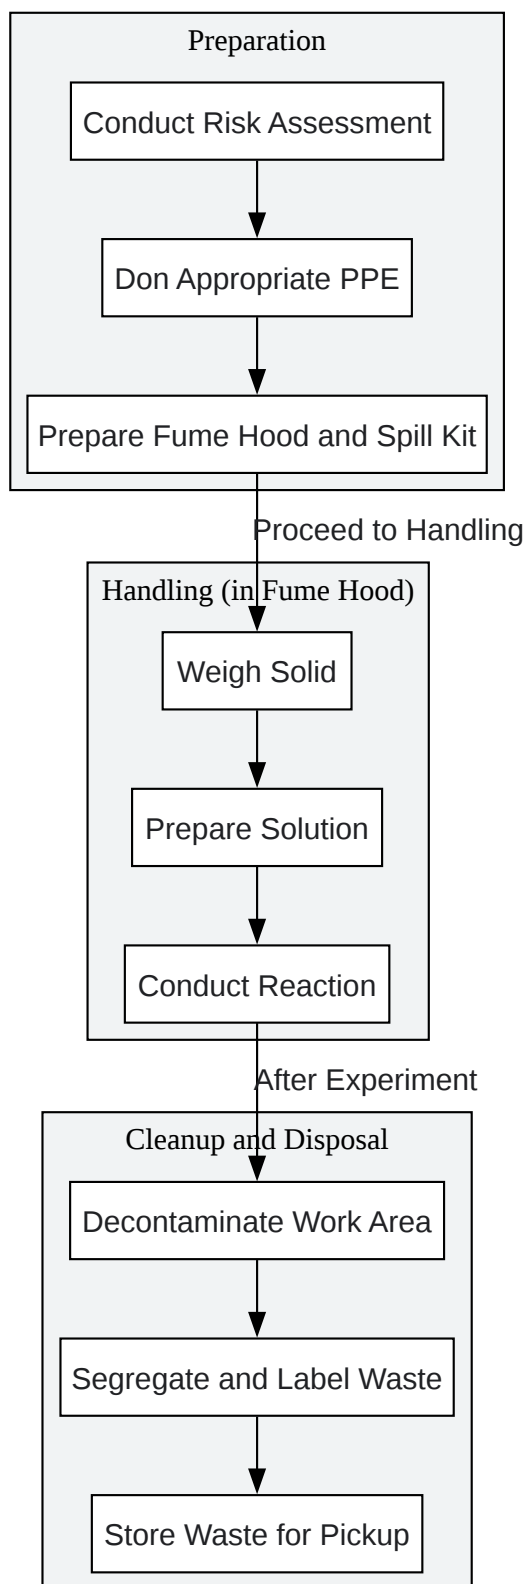 Preparation
Conduct Risk Assessment
Don Appropriate PPE
Prepare Fume Hood and Spill Kit
Proceed to Handling
Handling (in Fume Hood)
Weigh Solid
Prepare Solution
Conduct Reaction
After Experiment
Cleanup and Disposal
Decontaminate Work Area
Segregate and Label Waste
Store Waste for Pickup